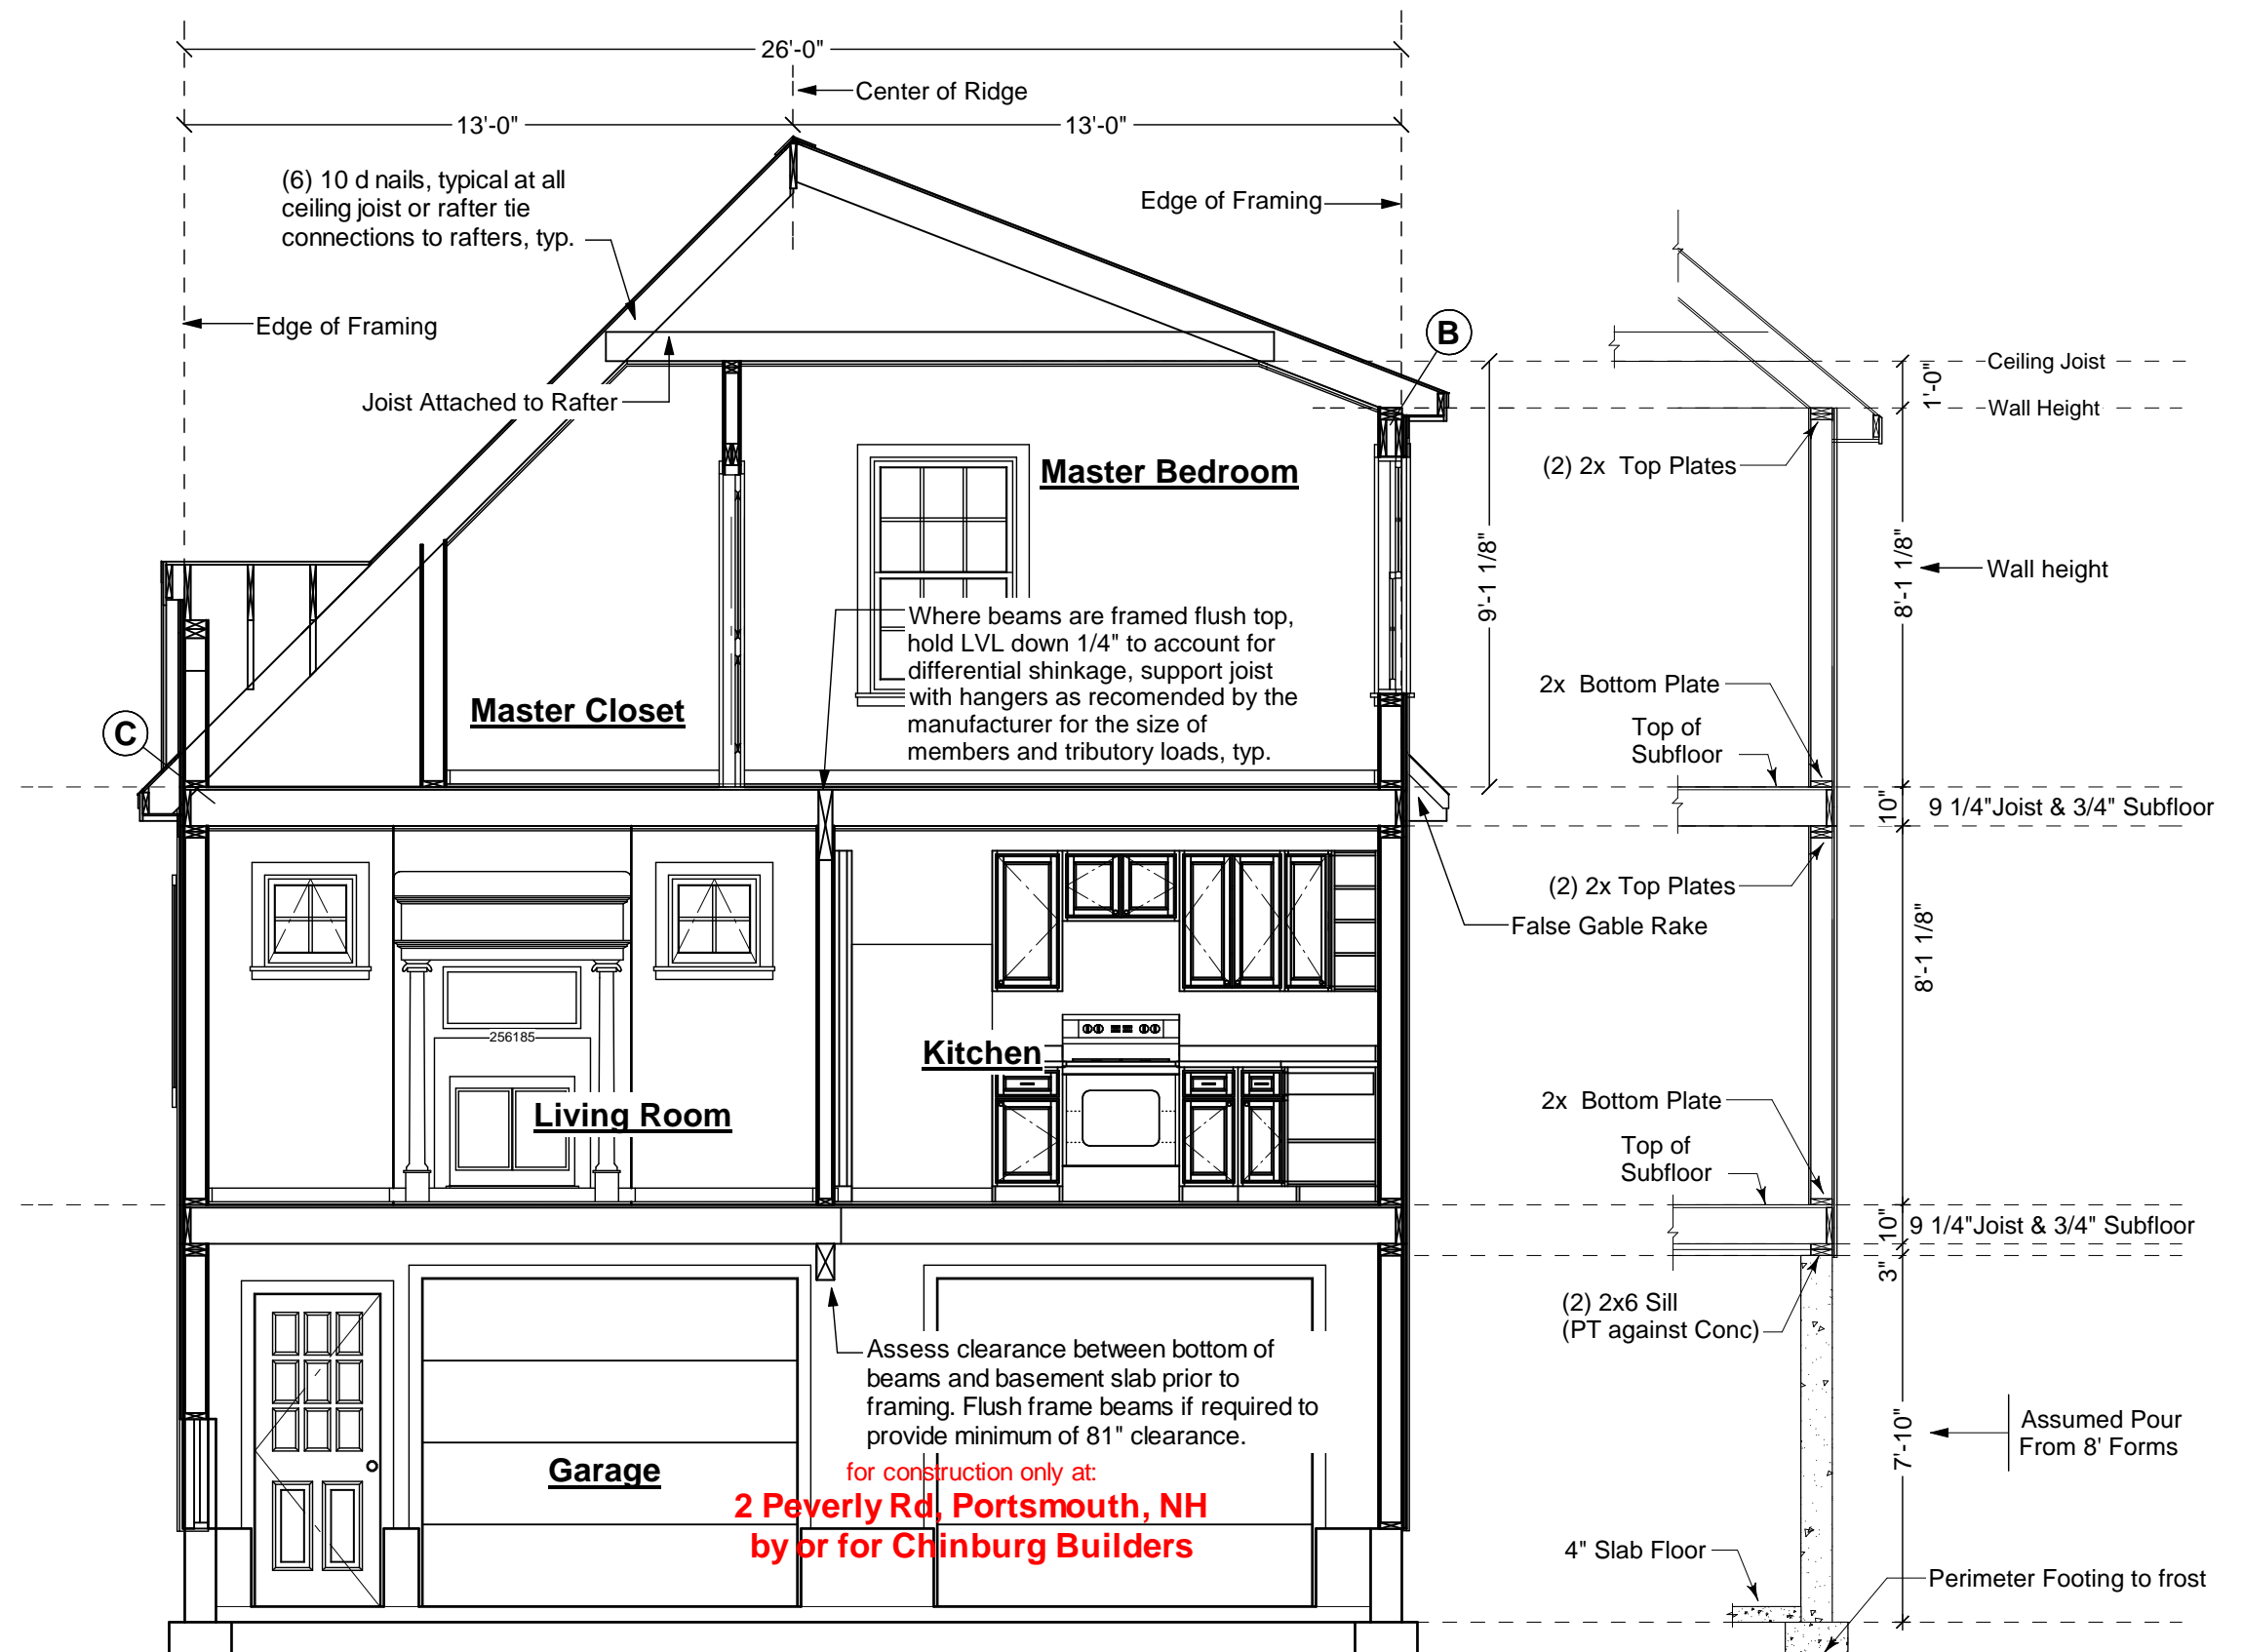 26'-0"
Center of Ridge
13'-0"
13'-0"
(6) 10 d nails, typical at all
ceiling joist or rafter tie
connections to rafters, typ.
Edge of Framing
Edge of Framing
B
Joist Attached to Rafter
Ceiling Joist
1'-0"
Wall Height
(2) 2x Top Plates
Master Bedroom
9'-1 1/8"
8'-1 1/8"
Wall height
Where beams are framed flush top,
hold LVL down 1/4" to account for
differential shinkage, support joist
with hangers as recomended by the
manufacturer for the size of
members and tributory loads, typ.
Master Closet
C
2x Bottom Plate
Top of
Subfloor
10"
9 1/4"Joist & 3/4" Subfloor
(2) 2x Top Plates
False Gable Rake
8'-1 1/8"
256185
Kitchen
Living Room
2x Bottom Plate
Top of
Subfloor
10"
9 1/4"Joist & 3/4" Subfloor
3"
(2) 2x6 Sill
(PT against Conc)
Assess clearance between bottom of
beams and basement slab prior to
framing. Flush frame beams if required to
provide minimum of 81" clearance.
7'-10"
Assumed Pour
From 8' Forms
Garage
for construction only at:
2 Peverly Rd, Portsmouth, NH
by or for Chinburg Builders
4" Slab Floor
Perimeter Footing to frost